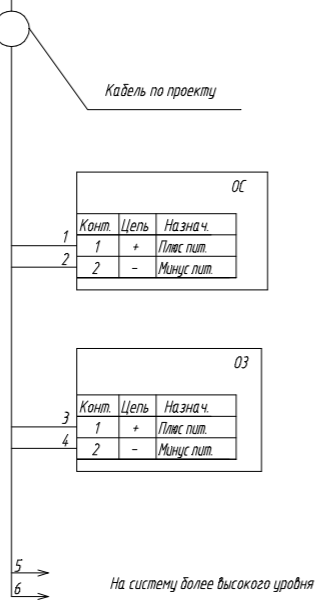 Кабель по проекту
ОС
Конт. Цепь Назнач.
1 1 + Плюс пит.
2 2 - Минус пит.
ОЗ
Конт. Цепь Назнач.
3 1 + Плюс пит.
4 2 - Минус пит.
5
6 На систему более высокого уровня